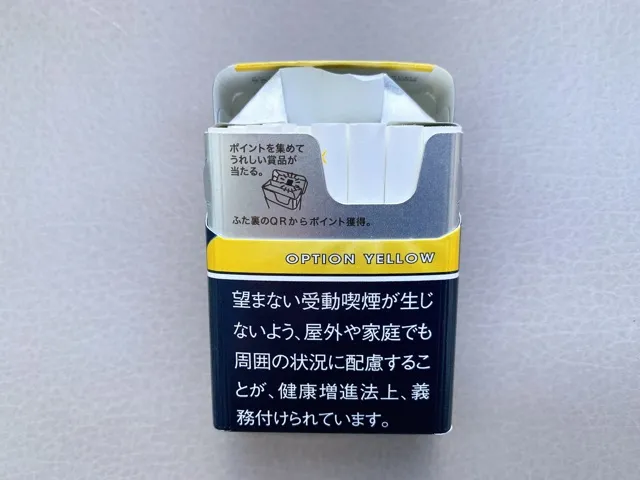 ポイントを集めて
うれしい賞品が
当たる。
ふた裏のQRからポイント獲得。
OPTION YELLOW
望まない受動喫煙が生じ
ないよう、屋外や家庭でも
周囲の状況に配慮するこ
とが、健康増進法上、義
務付けられています。